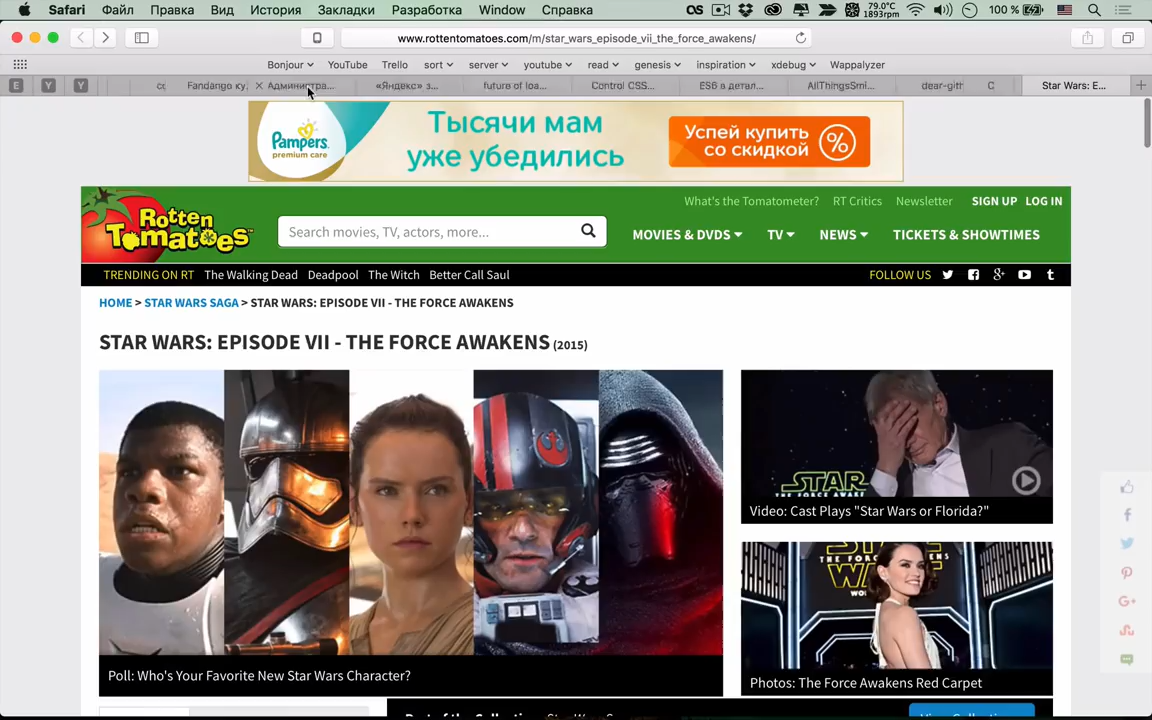 Safari Файл Правка Вид История Закладки Разработка Window Справка 79.0°C 1893rpm 100 %
www.rottentomatoes.com/m/star_wars_episode_vii_the_force_awakens/
Bonjour YouTube Trello sort server youtube read genesis inspiration xdebug Wappalyzer
E Y Y Fandango ку. Администра... «Яндекс» з... future of loa... Control CSS... ES6 в детал... AllThingsSmi... dear-gith C Star Wars: E...
Pampers
premium care
Тысячи мам
уже убедились
Успей купить
со скидкой
%
What's the Tomatometer? RT Critics Newsletter SIGN UP LOG IN
Rotten
Tomatoes
Search movies, TV, actors, more...
MOVIES & DVDS TV NEWS TICKETS & SHOWTIMES
TRENDING ON RT The Walking Dead Deadpool The Witch Better Call Saul FOLLOW US
HOME > STAR WARS SAGA > STAR WARS: EPISODE VII - THE FORCE AWAKENS
STAR WARS: EPISODE VII - THE FORCE AWAKENS (2015)
STAR
Video: Cast Plays "Star Wars or Florida?"
Poll: Who's Your Favorite New Star Wars Character?
Photos: The Force Awakens Red Carpet